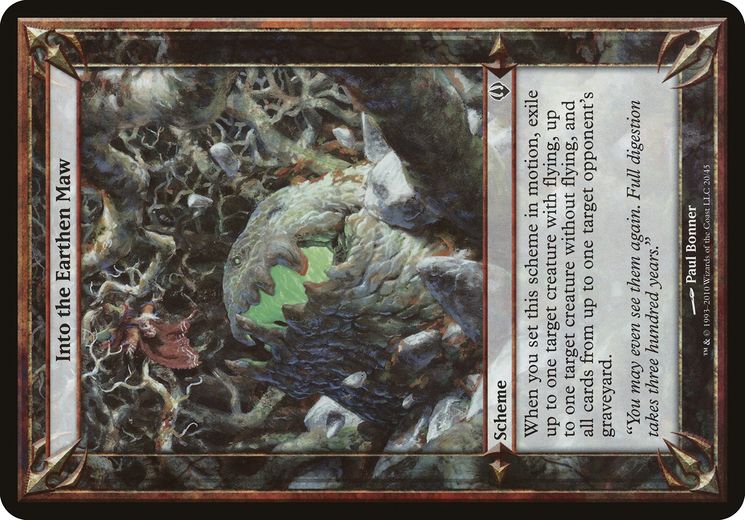 Into the Earthen Maw
Scheme
When you set this scheme in motion, exile
up to one target creature with flying, up
to one target creature without flying, and
all cards from up to one target opponent's
graveyard.
"You may even see them again. Full digestion
takes three hundred years."
Paul Bonner
™ & © 1993–2010 Wizards of the Coast LLC 20/45